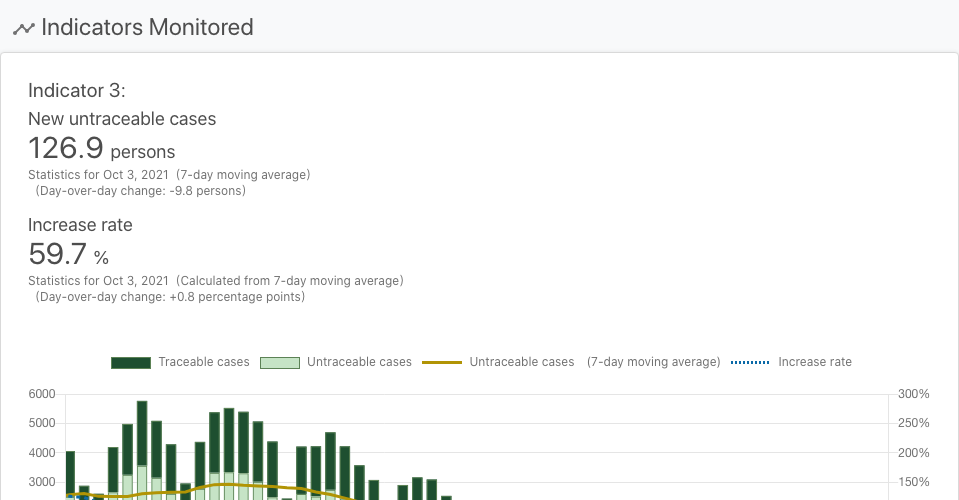 Indicators Monitored
Indicator 3:
New untraceable cases
126.9 persons
Statistics for Oct 3, 2021 (7-day moving average)
(Day-over-day change: -9.8 persons)
Increase rate
59.7 %
Statistics for Oct 3, 2021 (Calculated from 7-day moving average)
(Day-over-day change: +0.8 percentage points)
Traceable cases Untraceable cases Untraceable cases (7-day moving average) Increase rate
6000 300%
5000 250%
4000 200%
3000 150%